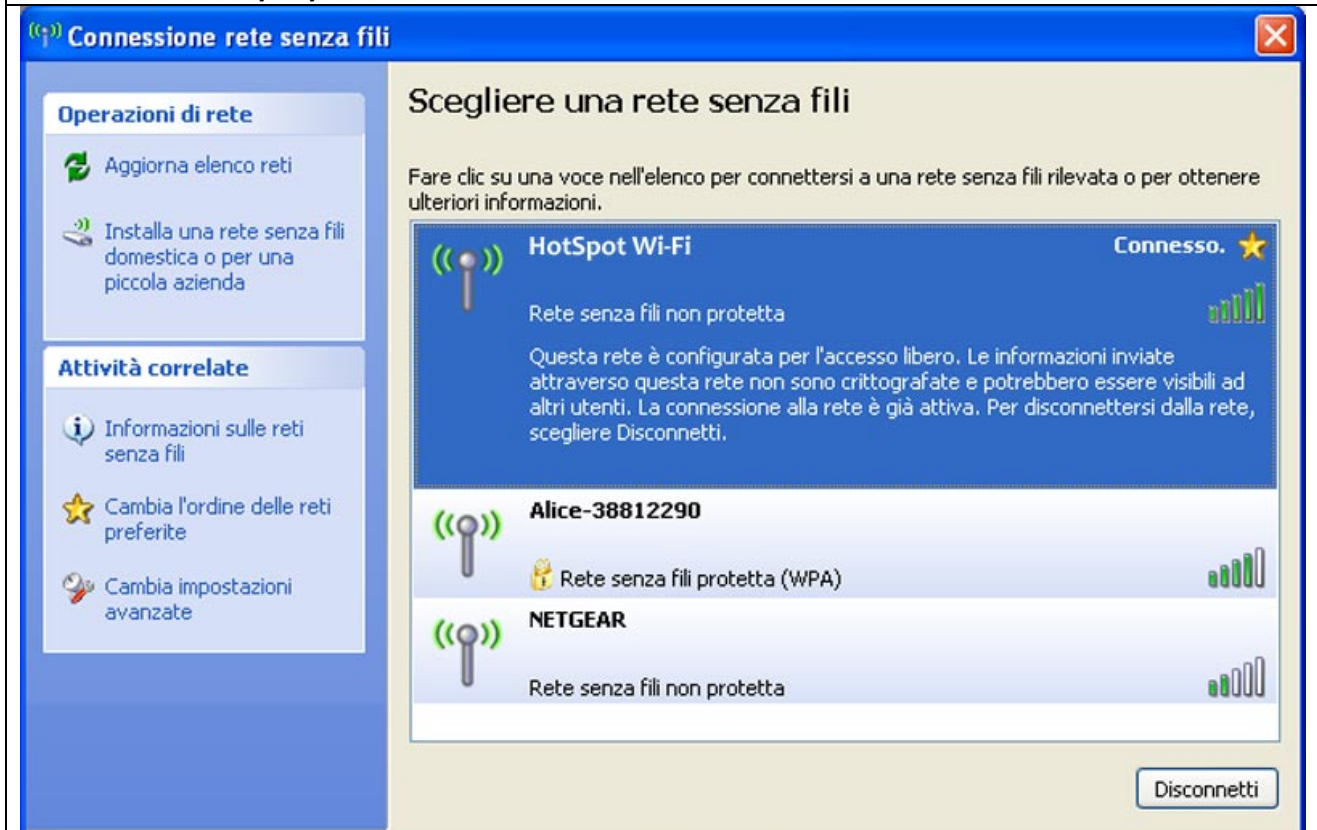 Connessione rete senza fili
Operazioni di rete
Aggiorna elenco reti
Installa una rete senza fili
domestica o per una
piccola azienda
Attività correlate
Informazioni sulle reti
senza fili
Cambia l'ordine delle reti
preferite
Cambia impostazioni
avanzate
Scegliere una rete senza fili
Fare clic su una voce nell'elenco per connettersi a una rete senza fili rilevata o per ottenere
ulteriori informazioni.
HotSpot Wi-Fi Connesso.
Rete senza fili non protetta
Questa rete è configurata per l'accesso libero. Le informazioni inviate
attraverso questa rete non sono crittografate e potrebbero essere visibili ad
altri utenti. La connessione alla rete è già attiva. Per disconnettersi dalla rete,
scegliere Disconnetti.
Alice-38812290
Rete senza fili protetta (WPA)
NETGEAR
Rete senza fili non protetta
Disconnetti